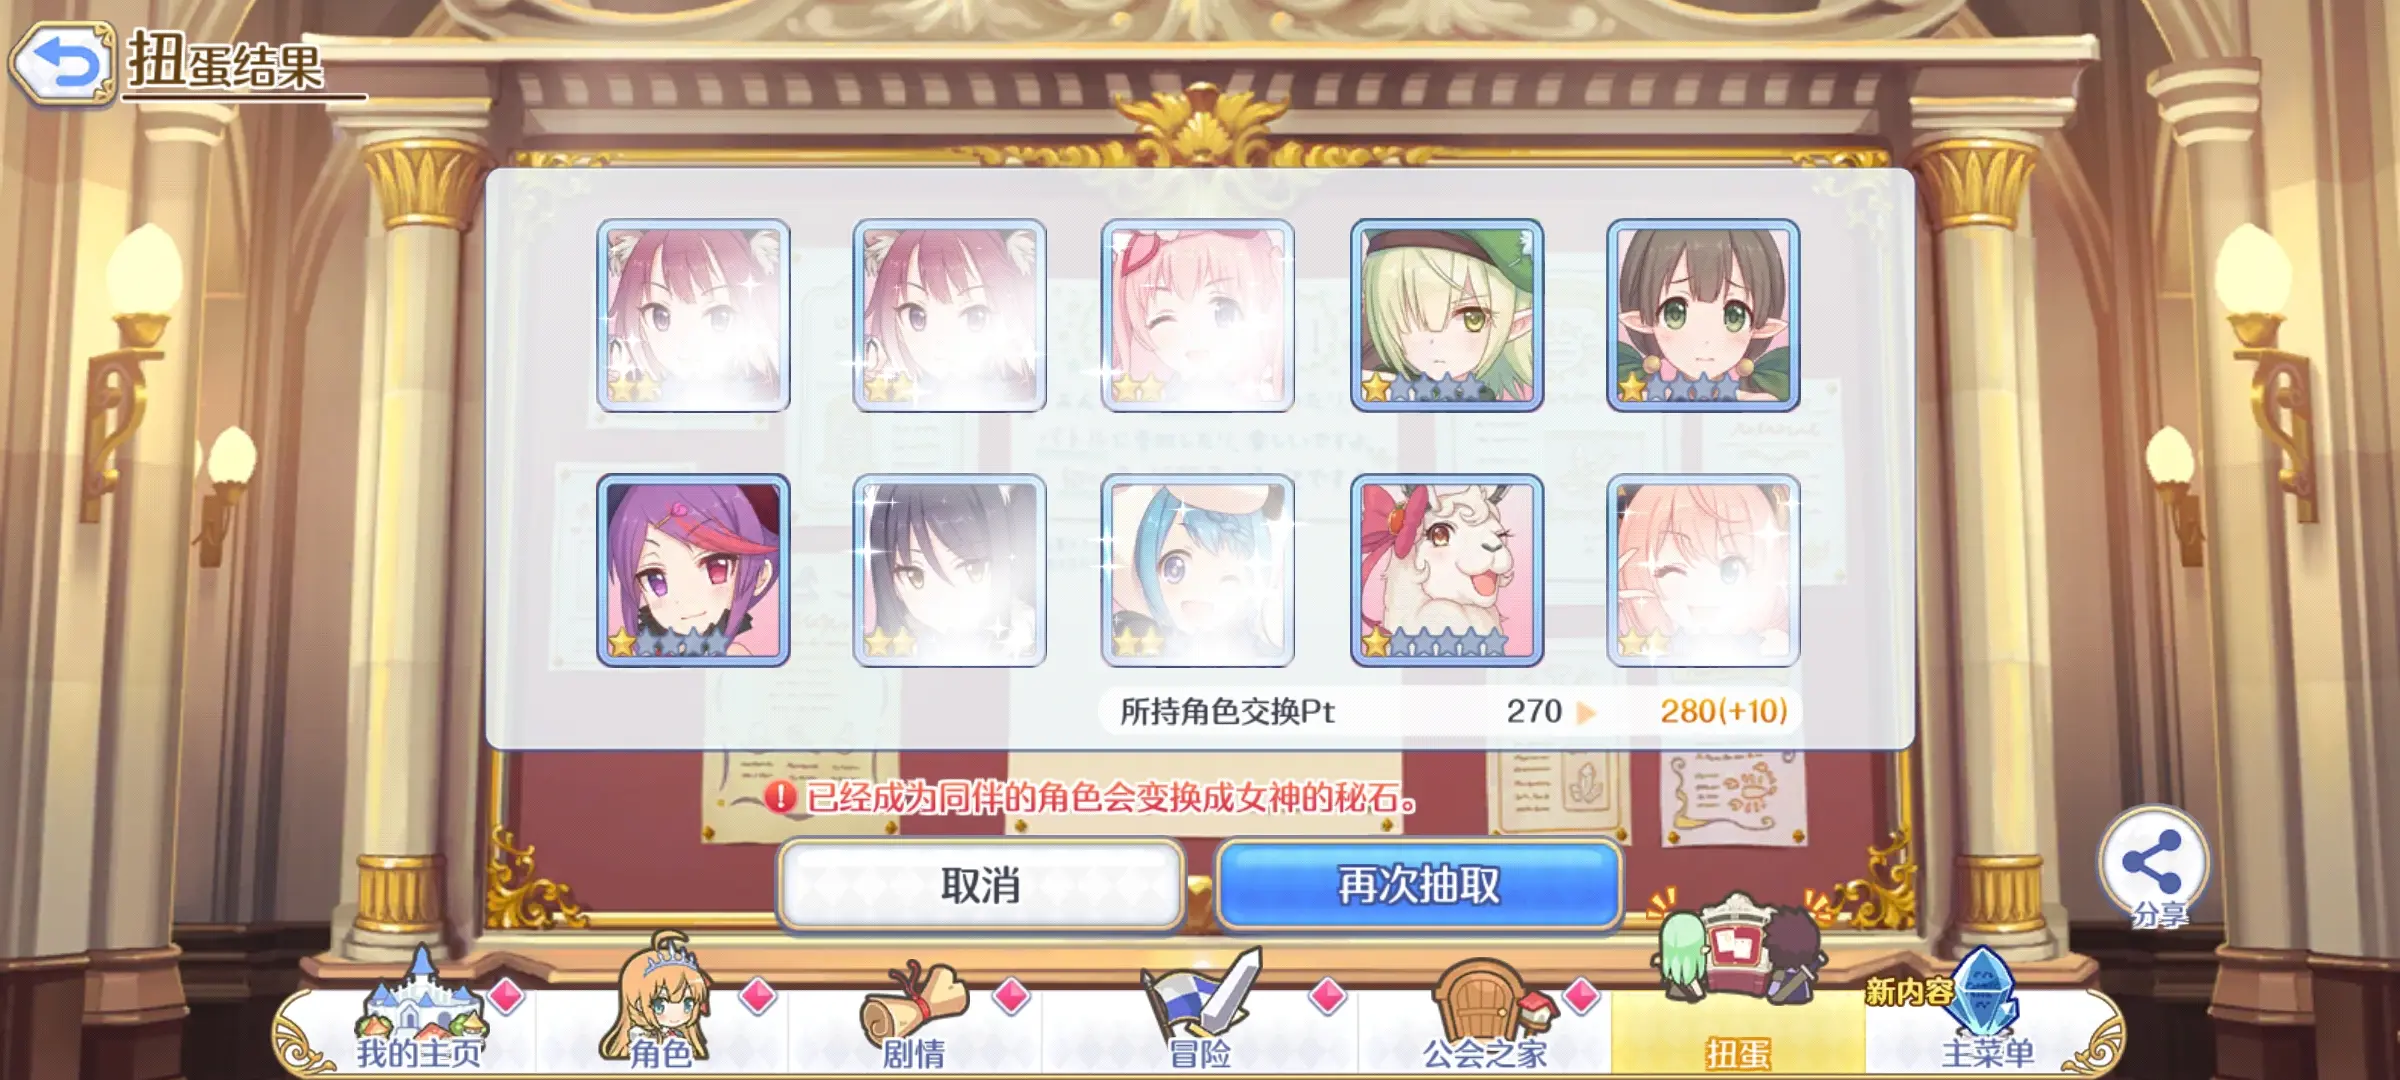 扭蛋结果
所持角色交换Pt 270 280(+10)
已经成为同伴的角色会变换成女神的秘石。
取消
再次抽取
分享
新内容
我的主页
角色
剧情
冒险
公会之家
扭蛋
主菜单